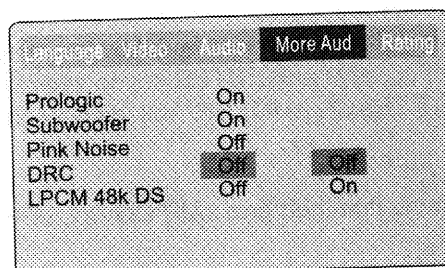 Language Video Audio More Aud Rating
Prologic On
Subwoofer On
Pink Noise Off
DRC Off Off
LPCM 48k DS Off On